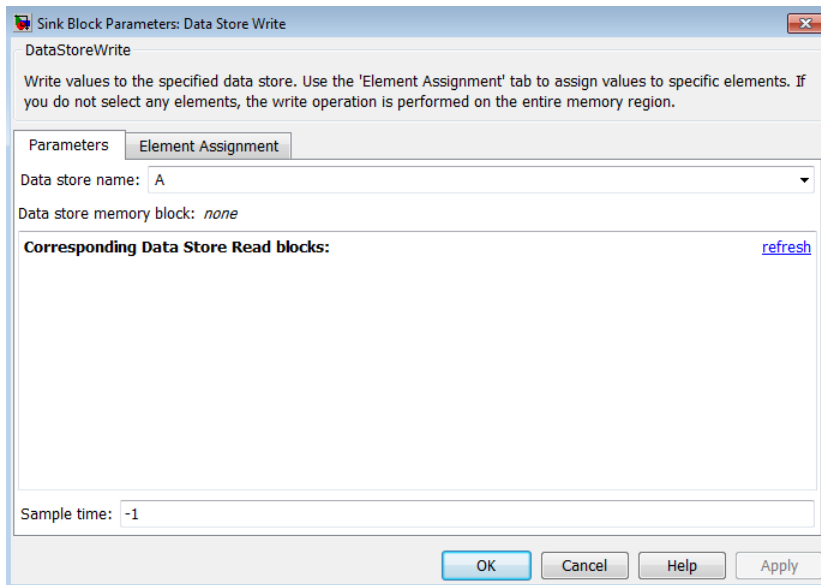 Sink Block Parameters: Data Store Write
DataStoreWrite
Write values to the specified data store. Use the 'Element Assignment' tab to assign values to specific elements. If
you do not select any elements, the write operation is performed on the entire memory region.
Parameters Element Assignment
Data store name: A
Data store memory block: none
Corresponding Data Store Read blocks: refresh
Sample time: -1
OK Cancel Help Apply